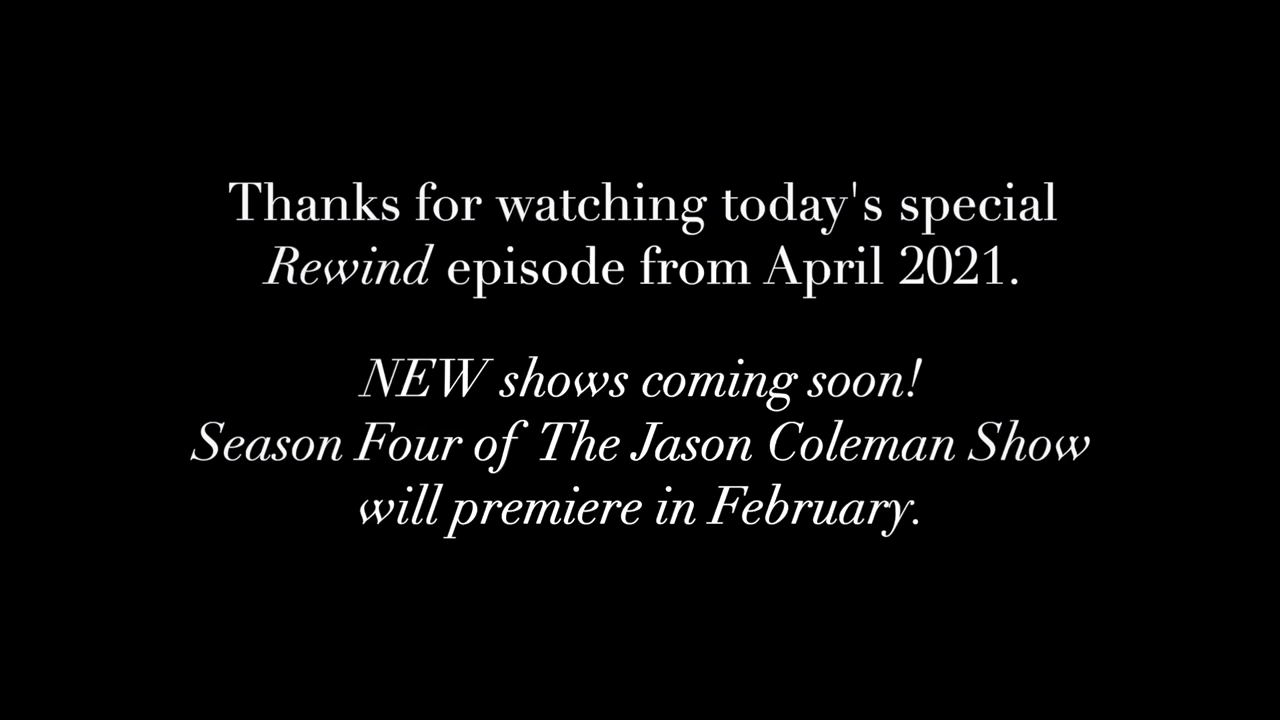 Thanks for watching today's special
Rewind episode from April 2021.
NEW shows coming soon!
Season Four of The Jason Coleman Show
will premiere in February.